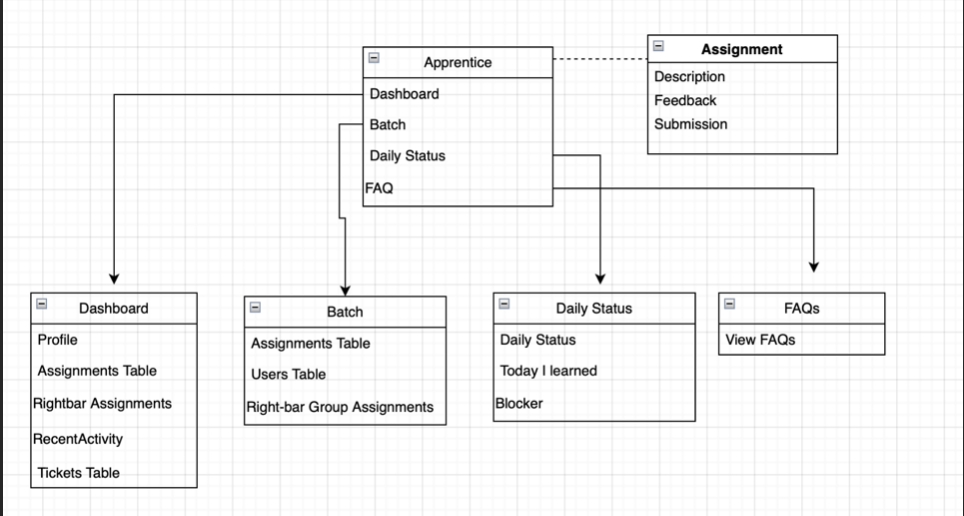 Apprentice
Dashboard
Batch
Daily Status
FAQ
Assignment
Description
Feedback
Submission
Dashboard
Profile
Assignments Table
Rightbar Assignments
RecentActivity
Tickets Table
Batch
Assignments Table
Users Table
Right-bar Group Assignments
Daily Status
Daily Status
Today I learned
Blocker
FAQs
View FAQs